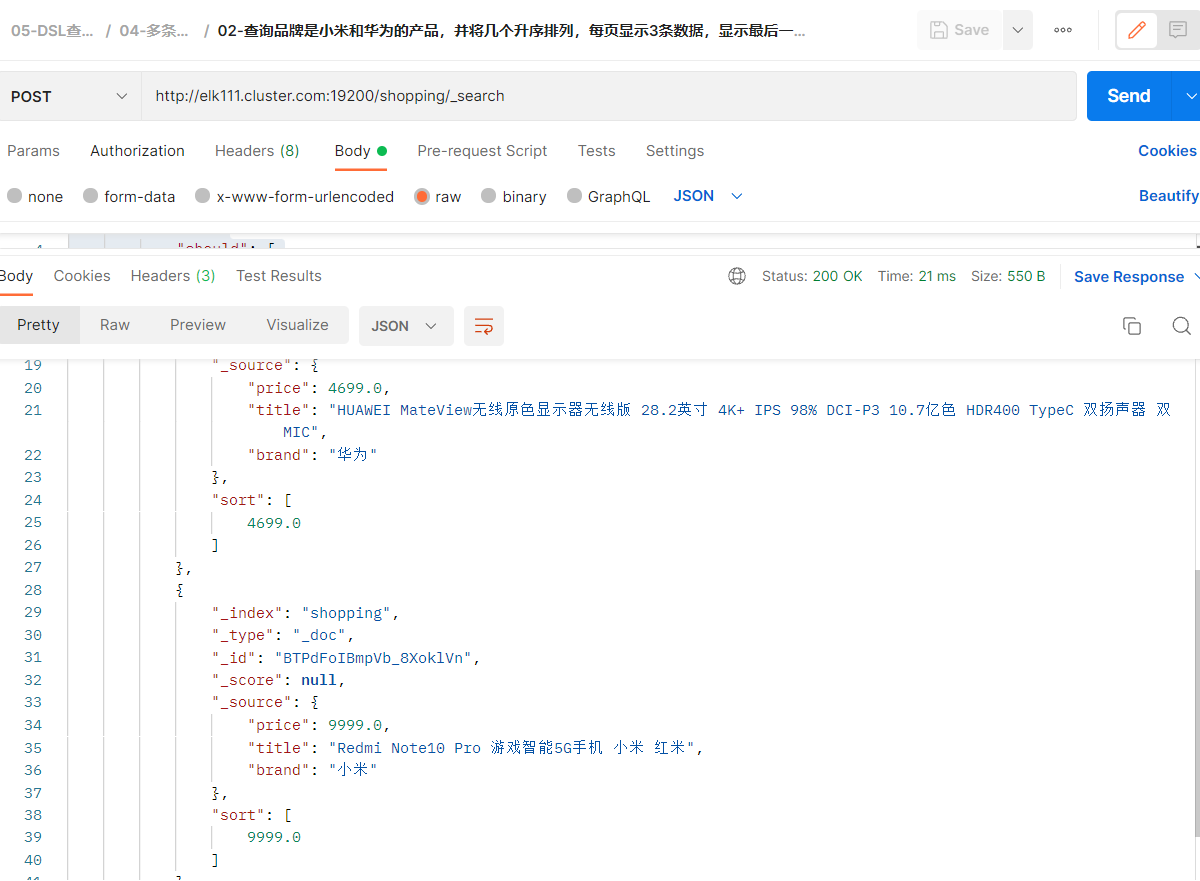 05-DSL查... / 04-多条... / 02-查询品牌是小米和华为的产品，并将几个升序排列，每页显示3条数据，显示最后一... Save
POST http://elk111.cluster.com:19200/shopping/_search Send
Params Authorization Headers (8) Body Pre-request Script Tests Settings Cookies
none form-data x-www-form-urlencoded raw binary GraphQL JSON Beautify
4 "should": [
Body Cookies Headers (3) Test Results Status: 200 OK Time: 21 ms Size: 550 B Save Response
Pretty Raw Preview Visualize JSON
19 "_source": {
20 "price": 4699.0,
21 "title": "HUAWEI MateView无线原色显示器无线版 28.2英寸 4K+ IPS 98% DCI-P3 10.7亿色 HDR400 TypeC 双扬声器 双
MIC",
22 "brand": "华为"
23 },
24 "sort": [
25 4699.0
26 ]
27 },
28 {
29 "_index": "shopping",
30 "_type": "_doc",
31 "_id": "BTPdFoIBmpVb_8XoklVn",
32 "_score": null,
33 "_source": {
34 "price": 9999.0,
35 "title": "Redmi Note10 Pro 游戏智能5G手机 小米 红米",
36 "brand": "小米"
37 },
38 "sort": [
39 9999.0
40 ]
41 }